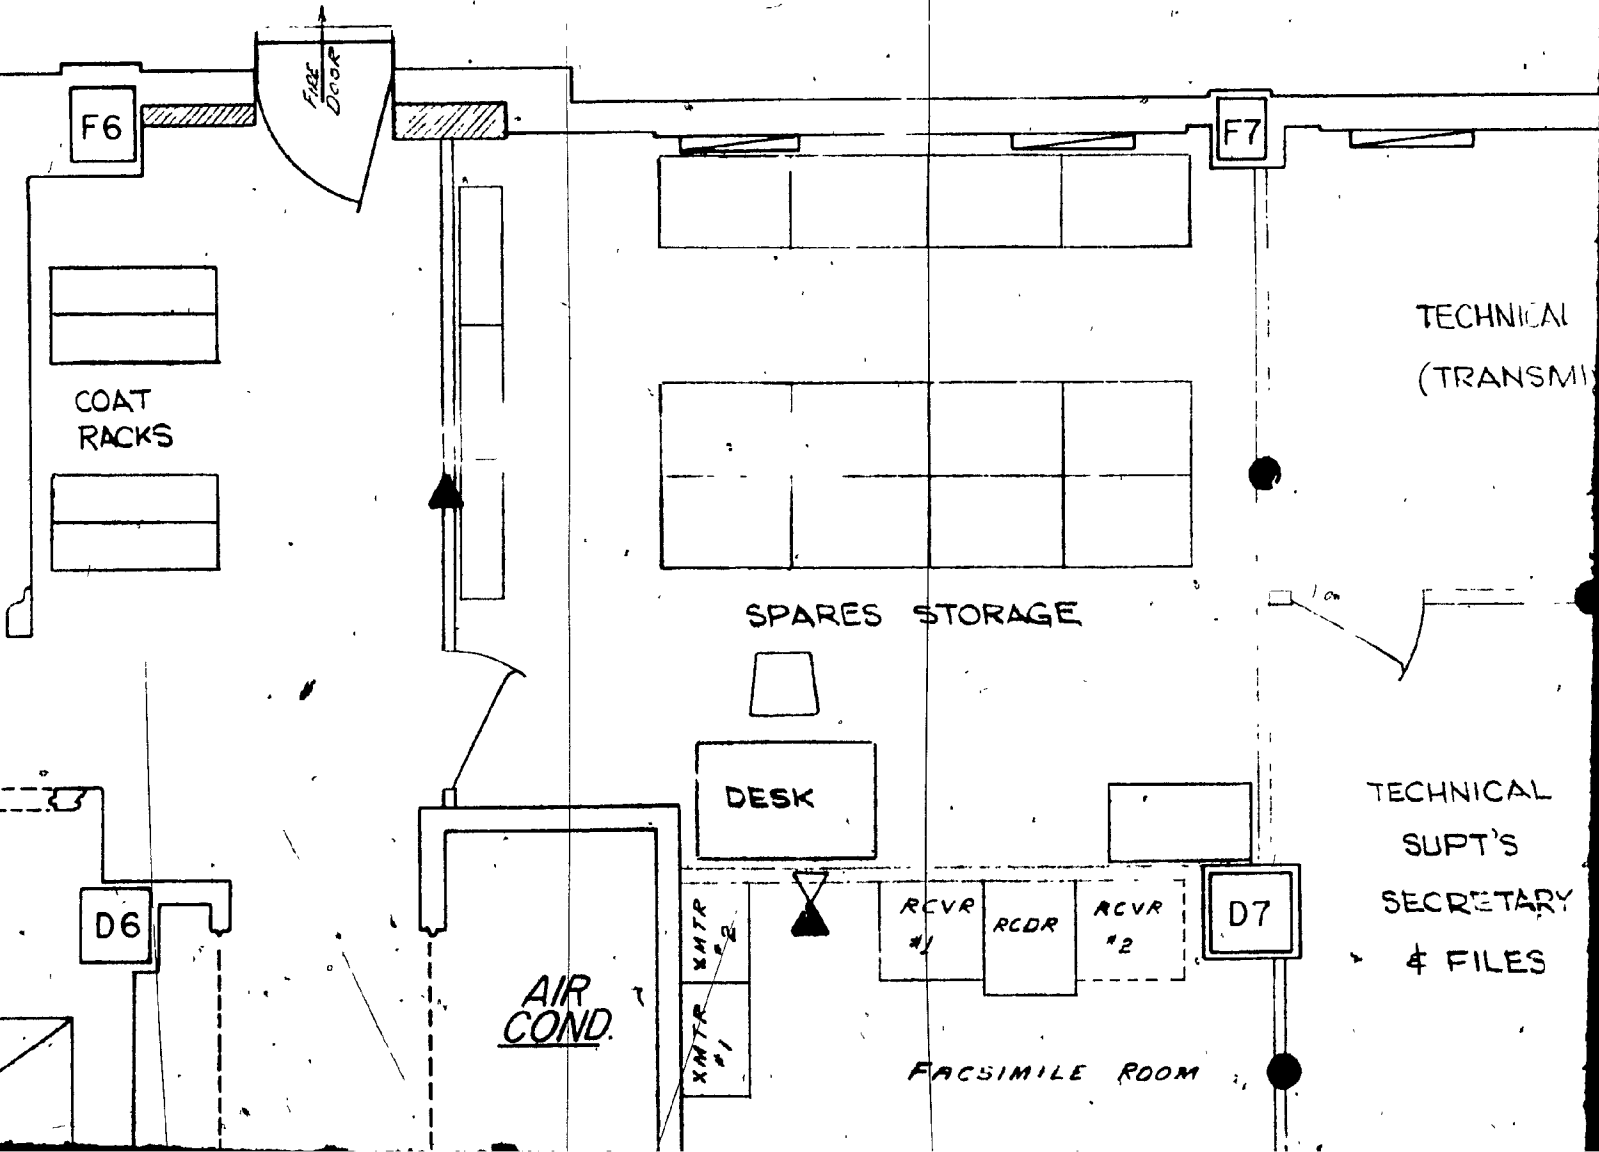 FIRE
DOOR
F6
F7
TECHNICAL
COAT
RACKS
SPARES STORAGE
DESK
TECHNICAL
SUPT'S
SECRETARY
& FILES
D6
D7
XMTR
#2
XMTR
#1
RCVR
#1
RCDR
RCVR
#2
AIR
COND.
FACSIMILE ROOM